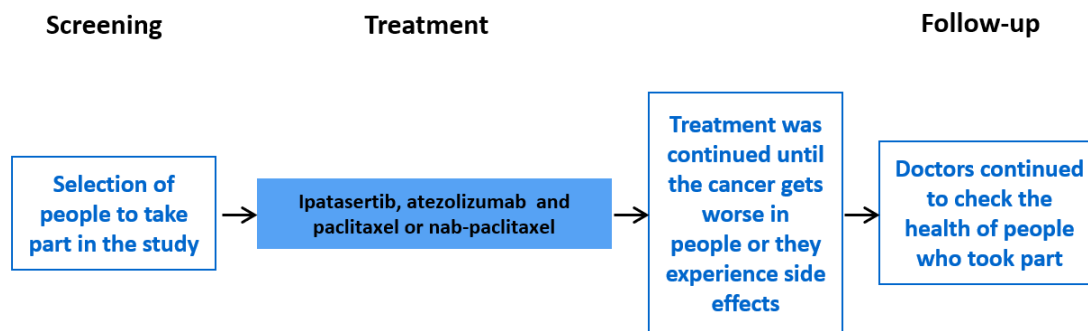 Screening
Treatment
Follow-up
Selection of
people to take
part in the study
Ipatasertib, atezolizumab and
paclitaxel or nab-paclitaxel
Treatment was
continued until
the cancer gets
worse in
people or they
experience side
effects
Doctors continued
to check the
health of people
who took part